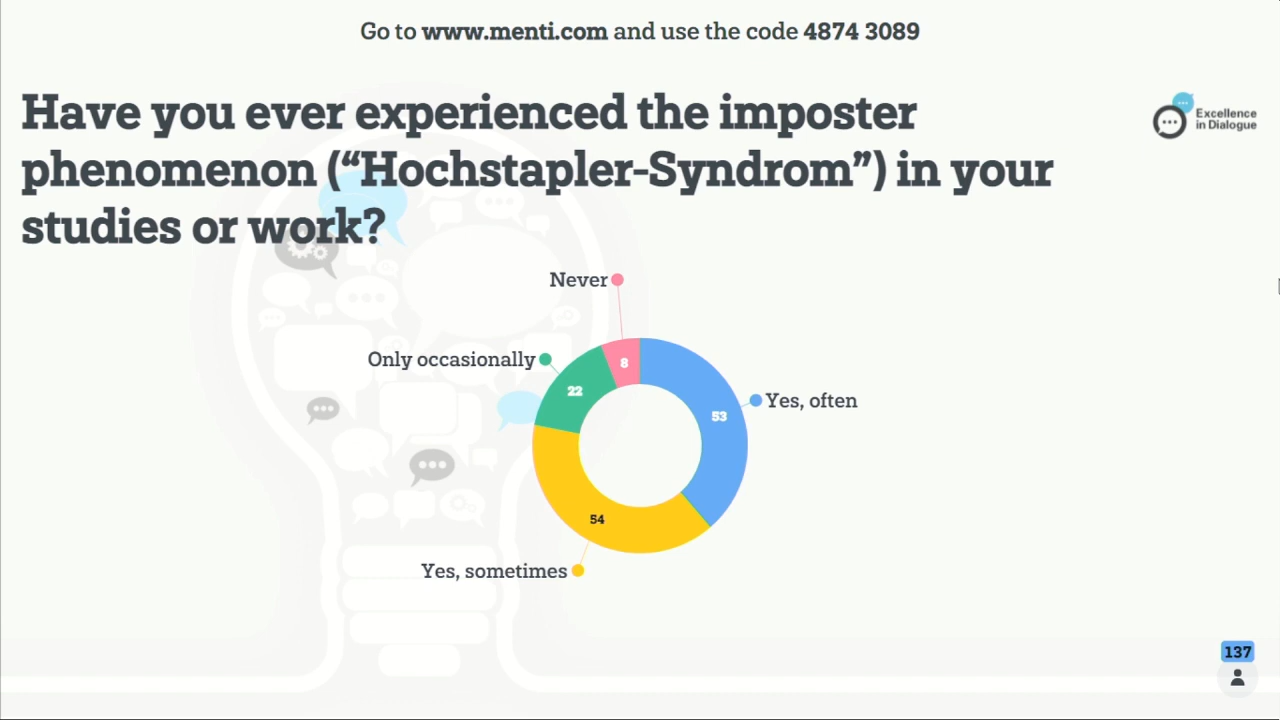 Go to www.menti.com and use the code 4874 3089
Have you ever experienced the imposter
phenomenon (“Hochstapler-Syndrom”) in your
studies or work?
Excellence
in Dialogue
Never
8
Only occasionally
22
Yes, often
53
54
Yes, sometimes
137